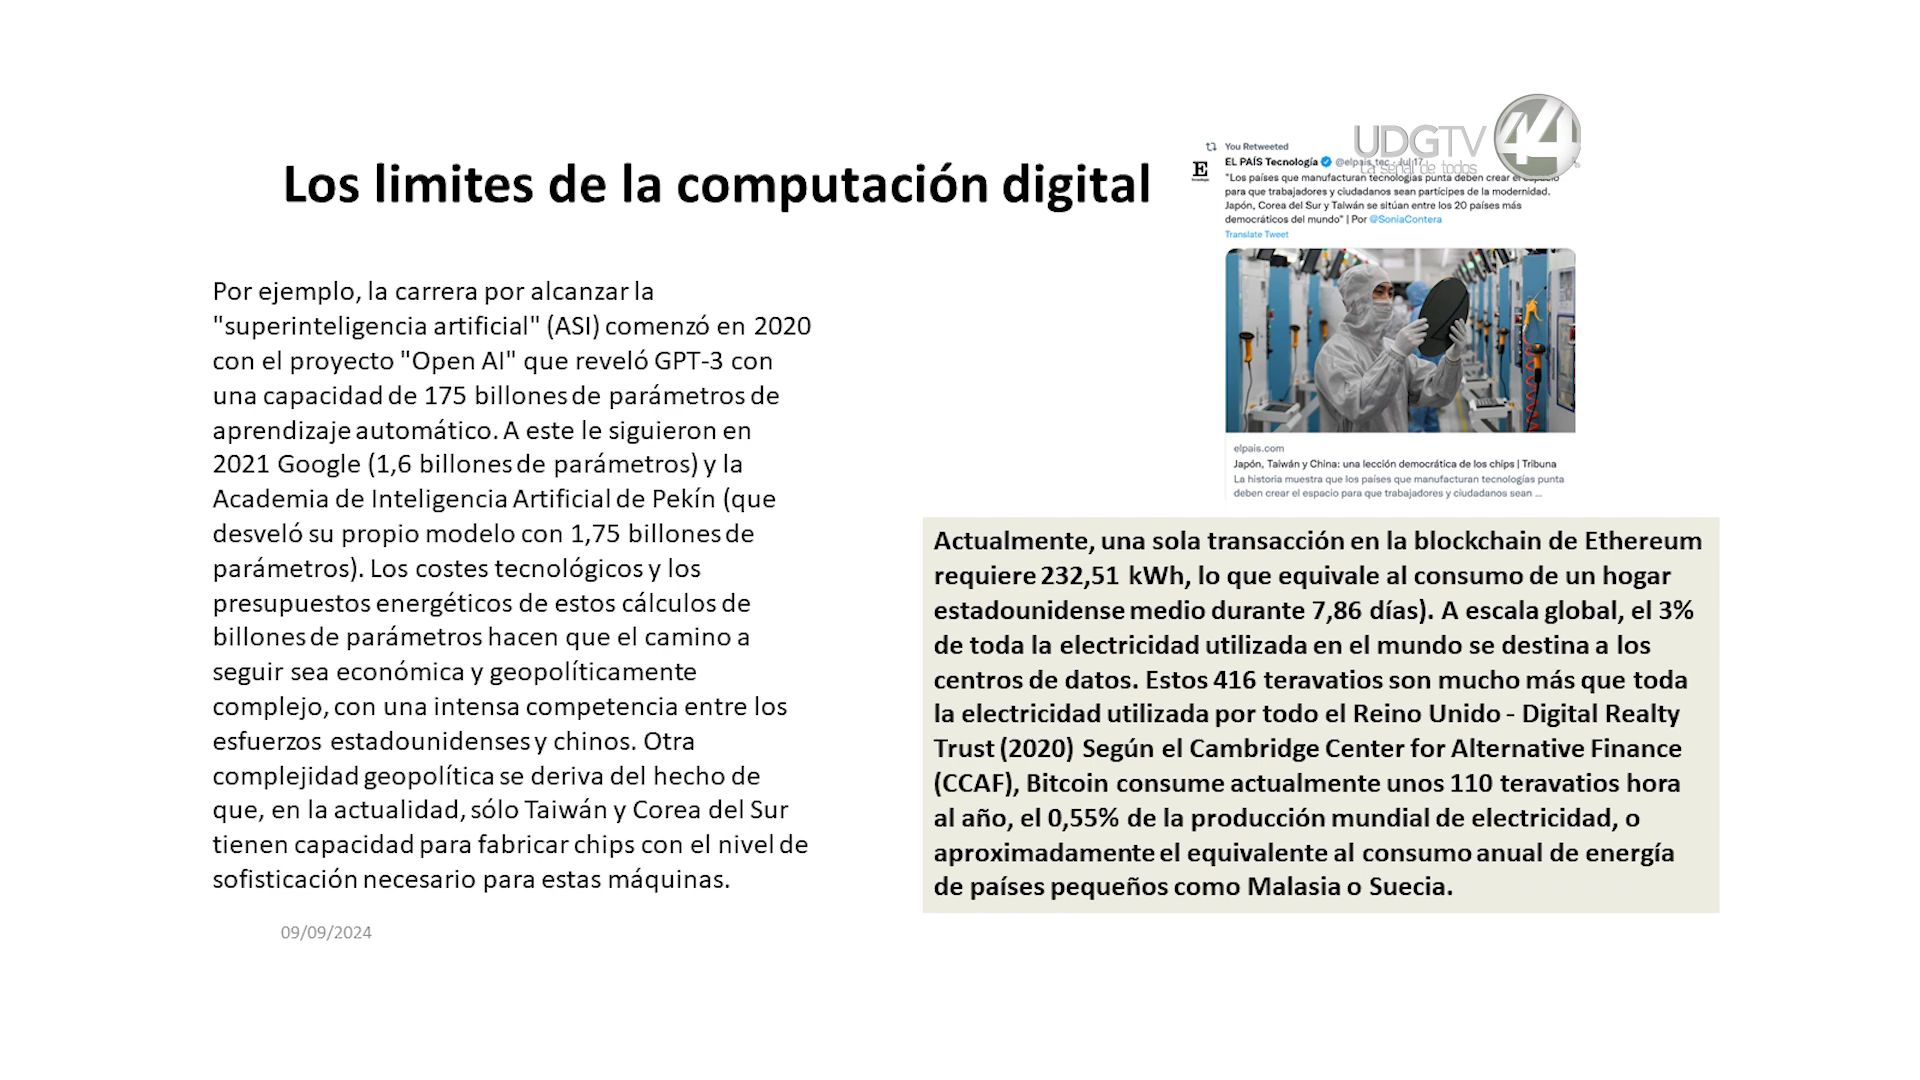 Los limites de la computación digital
Por ejemplo, la carrera por alcanzar la
"superinteligencia artificial" (ASI) comenzó en 2020
con el proyecto "Open AI" que reveló GPT-3 con
una capacidad de 175 billones de parámetros de
aprendizaje automático. A este le siguieron en
2021 Google (1,6 billones de parámetros) y la
Academia de Inteligencia Artificial de Pekín (que
desveló su propio modelo con 1,75 billones de
parámetros). Los costes tecnológicos y los
presupuestos energéticos de estos cálculos de
billones de parámetros hacen que el camino a
seguir sea económica y geopolíticamente
complejo, con una intensa competencia entre los
esfuerzos estadounidenses y chinos. Otra
complejidad geopolítica se deriva del hecho de
que, en la actualidad, sólo Taiwán y Corea del Sur
tienen capacidad para fabricar chips con el nivel de
sofisticación necesario para estas máquinas.
09/09/2024
UDGTV 44
La señal de todos
You Retweeted
E
EL PAÍS Tecnología @elpais_tec · Jul 17
"Los países que manufacturan tecnologías punta deben crear el espacio
para que trabajadores y ciudadanos sean partícipes de la modernidad.
Japón, Corea del Sur y Taiwán se sitúan entre los 20 países más
democráticos del mundo" | Por @SoniaContera
Translate Tweet
elpais.com
Japón, Taiwán y China: una lección democrática de los chips | Tribuna
La historia muestra que los países que manufacturan tecnologías punta
deben crear el espacio para que trabajadores y ciudadanos sean ...
Actualmente, una sola transacción en la blockchain de Ethereum
requiere 232,51 kWh, lo que equivale al consumo de un hogar
estadounidense medio durante 7,86 días). A escala global, el 3%
de toda la electricidad utilizada en el mundo se destina a los
centros de datos. Estos 416 teravatios son mucho más que toda
la electricidad utilizada por todo el Reino Unido - Digital Realty
Trust (2020) Según el Cambridge Center for Alternative Finance
(CCAF), Bitcoin consume actualmente unos 110 teravatios hora
al año, el 0,55% de la producción mundial de electricidad, o
aproximadamente el equivalente al consumo anual de energía
de países pequeños como Malasia o Suecia.